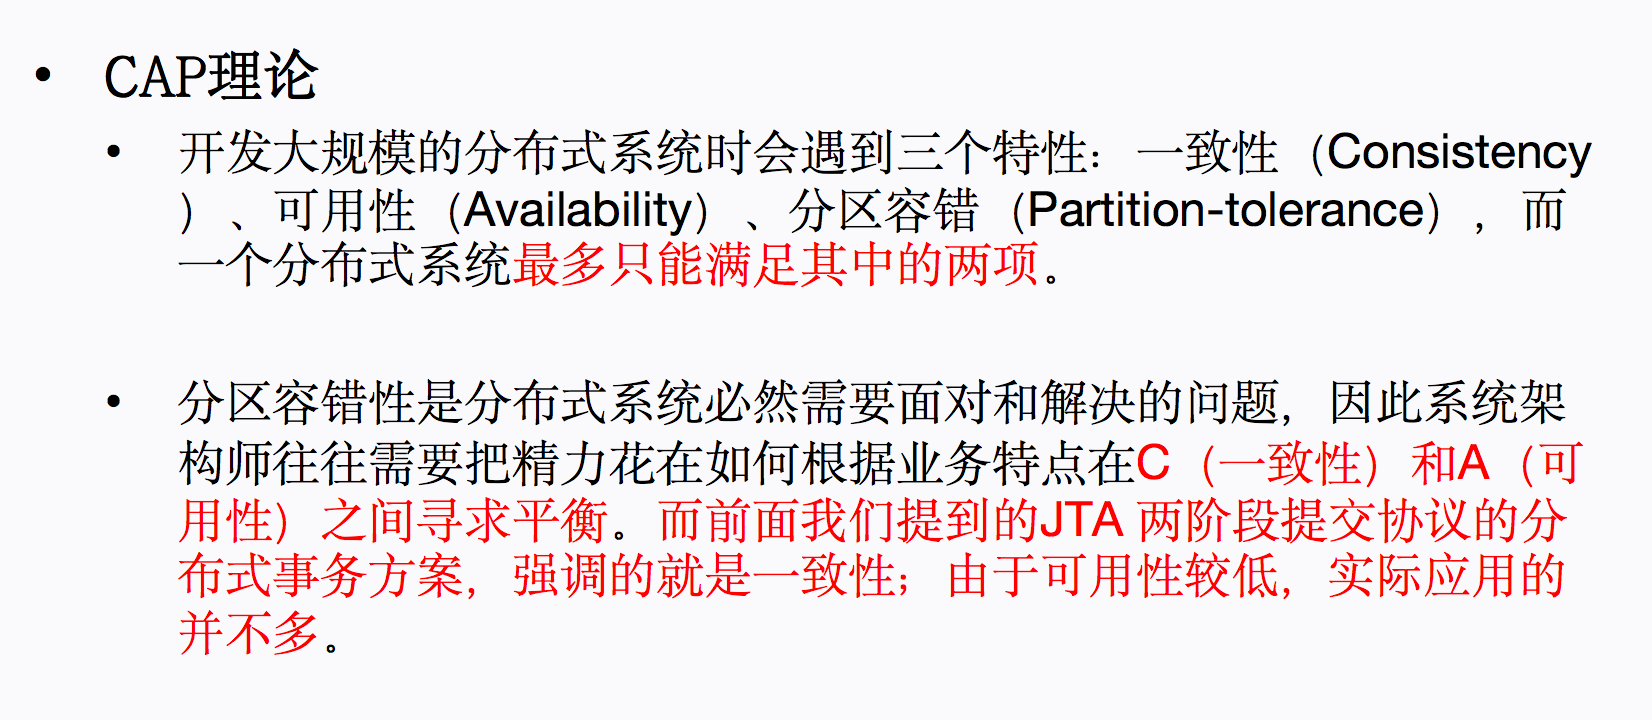 • CAP理论
• 开发大规模的分布式系统时会遇到三个特性：一致性（Consistency
）、可用性（Availability）、分区容错（Partition-tolerance），而
一个分布式系统最多只能满足其中的两项。
• 分区容错性是分布式系统必然需要面对和解决的问题，因此系统架
构师往往需要把精力花在如何根据业务特点在C（一致性）和A（可
用性）之间寻求平衡。而前面我们提到的JTA 两阶段提交协议的分
布式事务方案，强调的就是一致性；由于可用性较低，实际应用的
并不多。